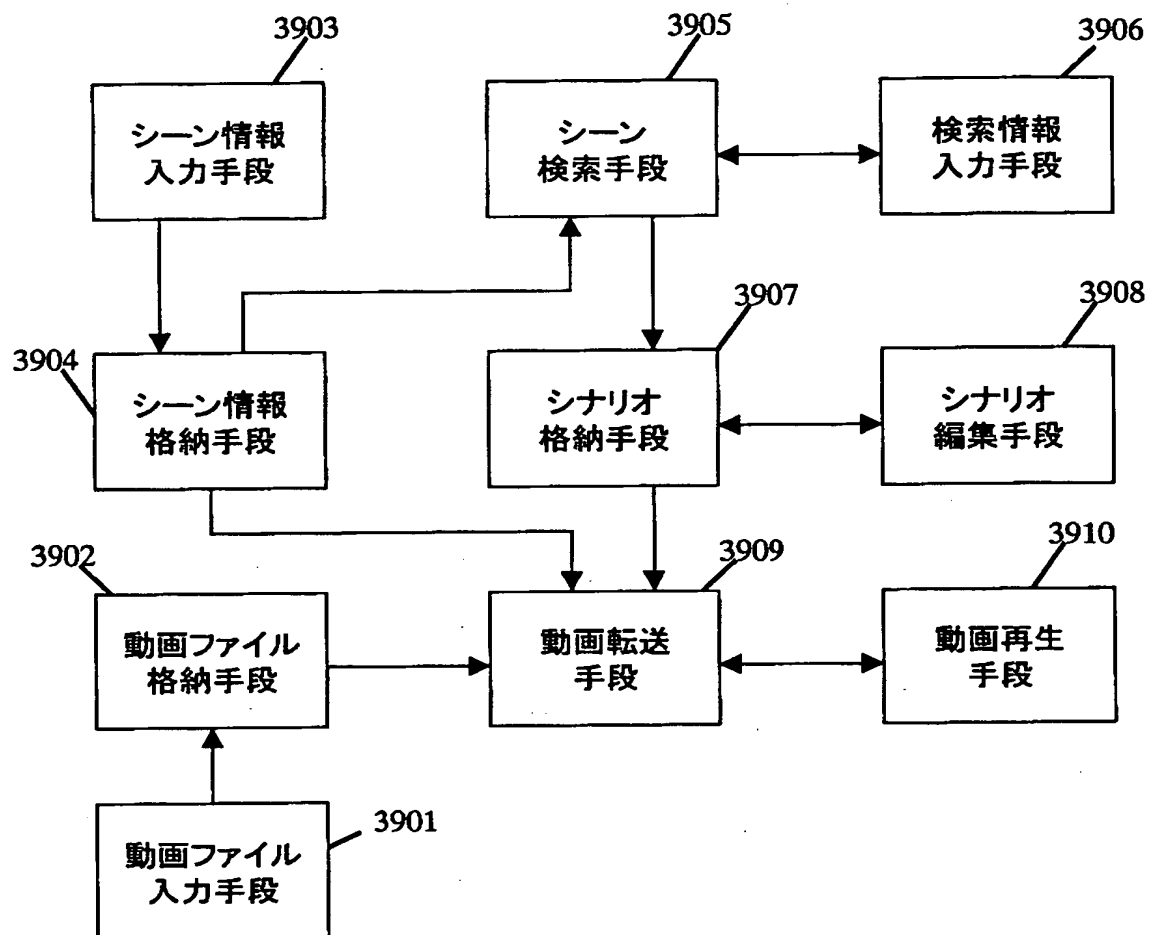 3903
シーン情報
入力手段
3905
シーン
検索手段
3906
検索情報
入力手段
3904
シーン情報
格納手段
3907
シナリオ
格納手段
3908
シナリオ
編集手段
3902
動画ファイル
格納手段
3909
動画転送
手段
3910
動画再生
手段
3901
動画ファイル
入力手段